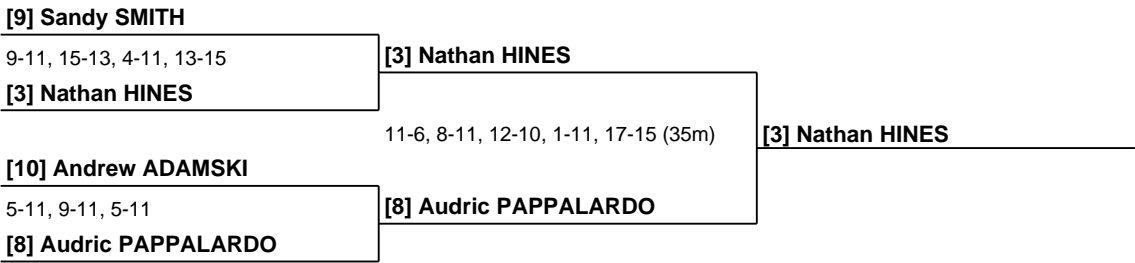 [9] Sandy SMITH
9-11, 15-13, 4-11, 13-15
[3] Nathan HINES
[3] Nathan HINES
11-6, 8-11, 12-10, 1-11, 17-15 (35m)
[3] Nathan HINES
[10] Andrew ADAMSKI
5-11, 9-11, 5-11
[8] Audric PAPPALARDO
[8] Audric PAPPALARDO